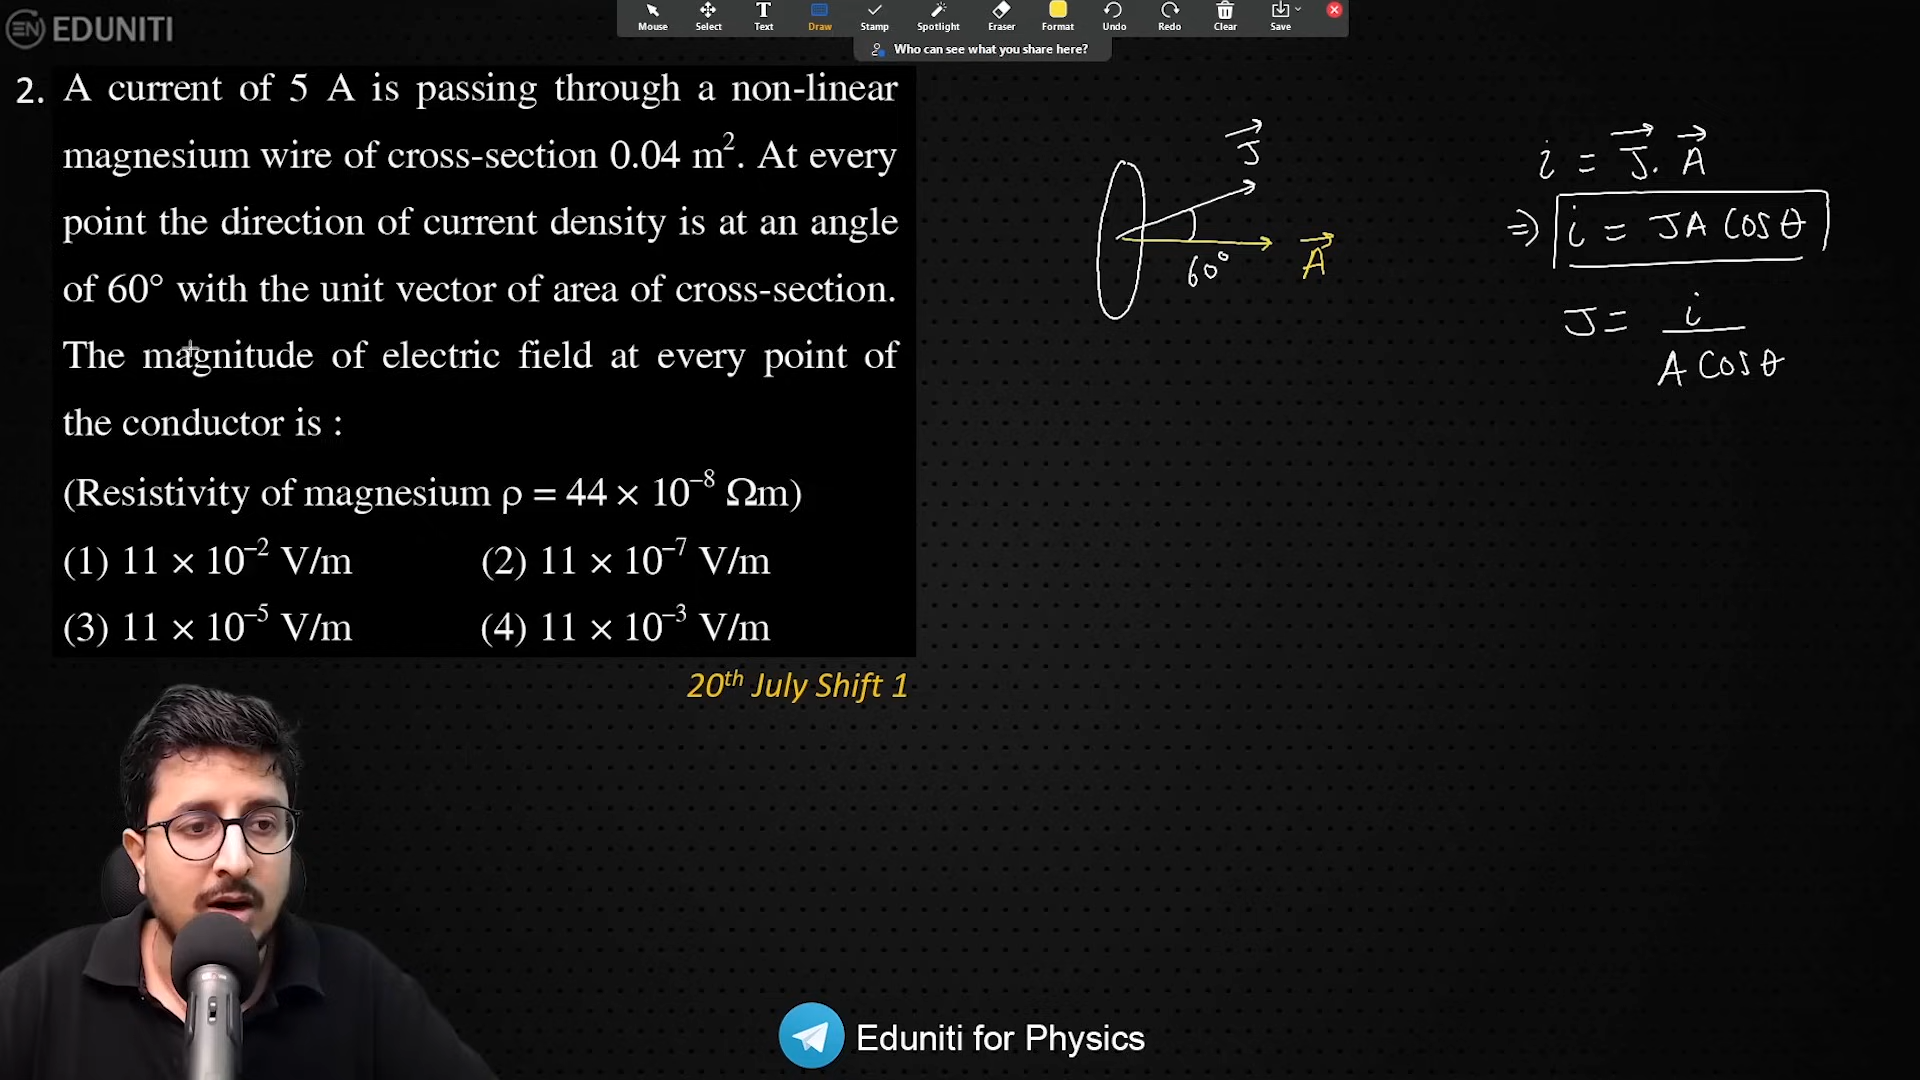 EN EDUNITI
Mouse Select Text Draw Stamp Spotlight Eraser Format Undo Redo Clear Save
Who can see what you share here?
2. A current of 5 A is passing through a non-linear
magnesium wire of cross-section 0.04 m². At every
point the direction of current density is at an angle
of 60° with the unit vector of area of cross-section.
The magnitude of electric field at every point of
the conductor is :
(Resistivity of magnesium ρ = 44 × 10⁻⁸ Ωm)
(1) 11 × 10⁻² V/m (2) 11 × 10⁻⁷ V/m
(3) 11 × 10⁻⁵ V/m (4) 11 × 10⁻³ V/m
20th July Shift 1
J⃗
60°
A⃗
i = J⃗ . A⃗
⇒ i = JA Cosθ
J = i / A Cosθ
Eduniti for Physics